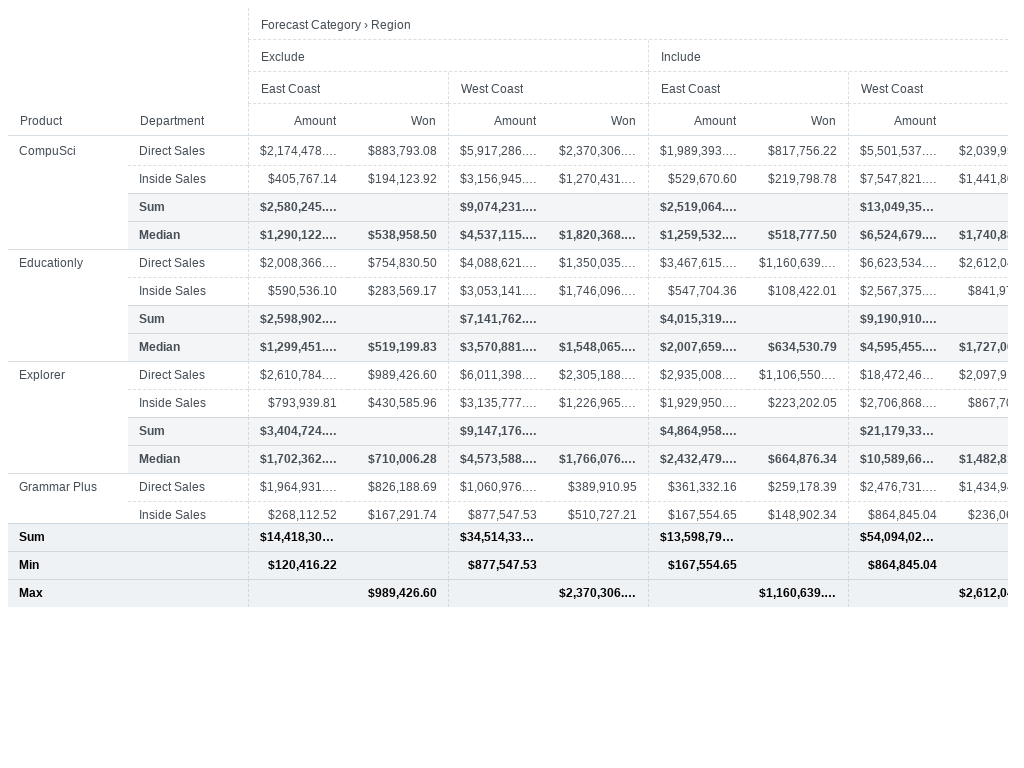 Forecast Category › Region
Exclude Include
East Coast West Coast East Coast West Coast
Product Department Amount Won Amount Won Amount Won Amount
CompuSci Direct Sales $2,174,478.… $883,793.08 $5,917,286.… $2,370,306.… $1,989,393.… $817,756.22 $5,501,537.… $2,039,9
Inside Sales $405,767.14 $194,123.92 $3,156,945.… $1,270,431.… $529,670.60 $219,798.78 $7,547,821.… $1,441,8
Sum $2,580,245.… $9,074,231.… $2,519,064.… $13,049,35…
Median $1,290,122.… $538,958.50 $4,537,115.… $1,820,368.… $1,259,532.… $518,777.50 $6,524,679.… $1,740,8
Educationly Direct Sales $2,008,366.… $754,830.50 $4,088,621.… $1,350,035.… $3,467,615.… $1,160,639.… $6,623,534.… $2,612,0
Inside Sales $590,536.10 $283,569.17 $3,053,141.… $1,746,096.… $547,704.36 $108,422.01 $2,567,375.… $841,97
Sum $2,598,902.… $7,141,762.… $4,015,319.… $9,190,910.…
Median $1,299,451.… $519,199.83 $3,570,881.… $1,548,065.… $2,007,659.… $634,530.79 $4,595,455.… $1,727,0
Explorer Direct Sales $2,610,784.… $989,426.60 $6,011,398.… $2,305,188.… $2,935,008.… $1,106,550.… $18,472,46… $2,097,9
Inside Sales $793,939.81 $430,585.96 $3,135,777.… $1,226,965.… $1,929,950.… $223,202.05 $2,706,868.… $867,70
Sum $3,404,724.… $9,147,176.… $4,864,958.… $21,179,33…
Median $1,702,362.… $710,006.28 $4,573,588.… $1,766,076.… $2,432,479.… $664,876.34 $10,589,66… $1,482,8
Grammar Plus Direct Sales $1,964,931.… $826,188.69 $1,060,976.… $389,910.95 $361,332.16 $259,178.39 $2,476,731.… $1,434,9
Inside Sales $268,112.52 $167,291.74 $877,547.53 $510,727.21 $167,554.65 $148,902.34 $864,845.04 $236,0
Sum $14,418,30… $34,514,33… $13,598,79… $54,094,02…
Min $120,416.22 $877,547.53 $167,554.65 $864,845.04
Max $989,426.60 $2,370,306.… $1,160,639.… $2,612,0